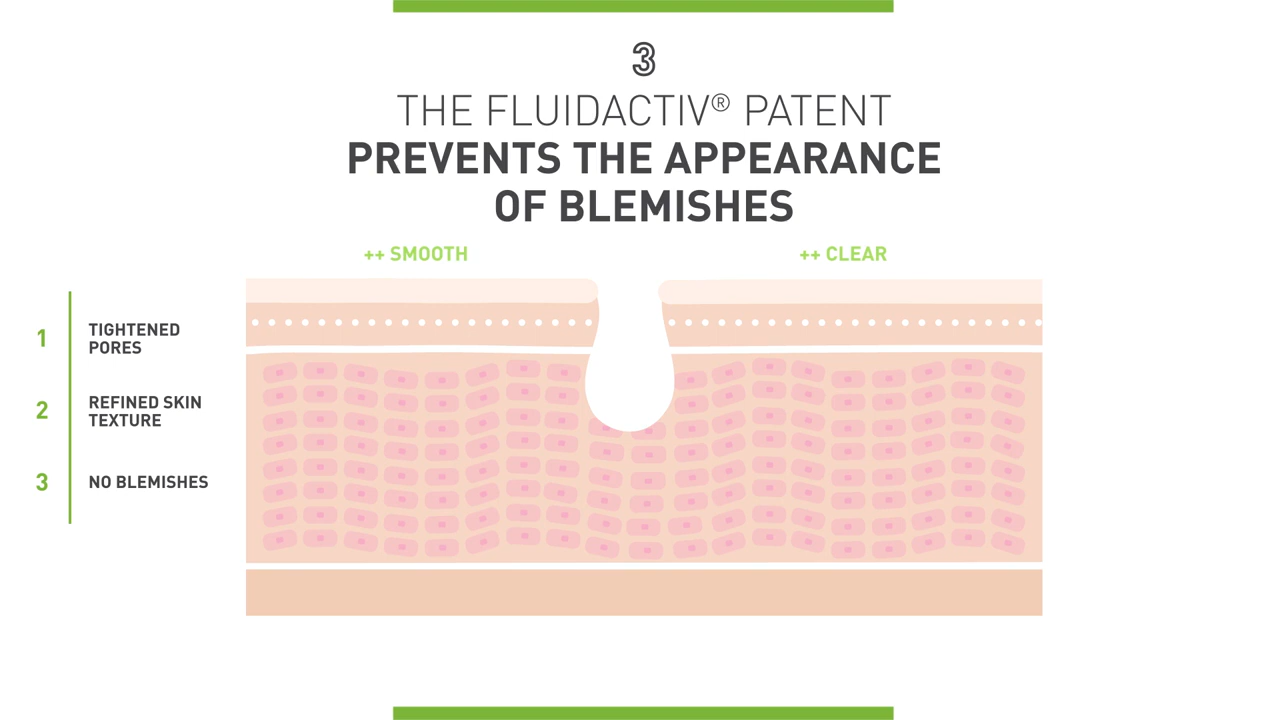 3
THE FLUIDACTIV® PATENT
PREVENTS THE APPEARANCE
OF BLEMISHES
++ SMOOTH
++ CLEAR
1
TIGHTENED
PORES
2
REFINED SKIN
TEXTURE
3
NO BLEMISHES